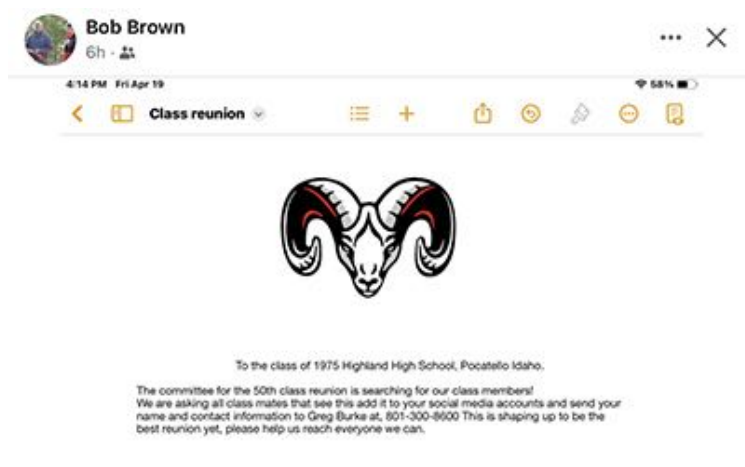 Bob Brown
6h ·
4:14 PM Fri Apr 19 58%
Class reunion
To the class of 1975 Highland High School, Pocatello Idaho.
The committee for the 50th class reunion is searching for our class members!
We are asking all class mates that see this add it to your social media accounts and send your
name and contact information to Greg Burke at, 801-300-8600 This is shaping up to be the
best reunion yet, please help us reach everyone we can.